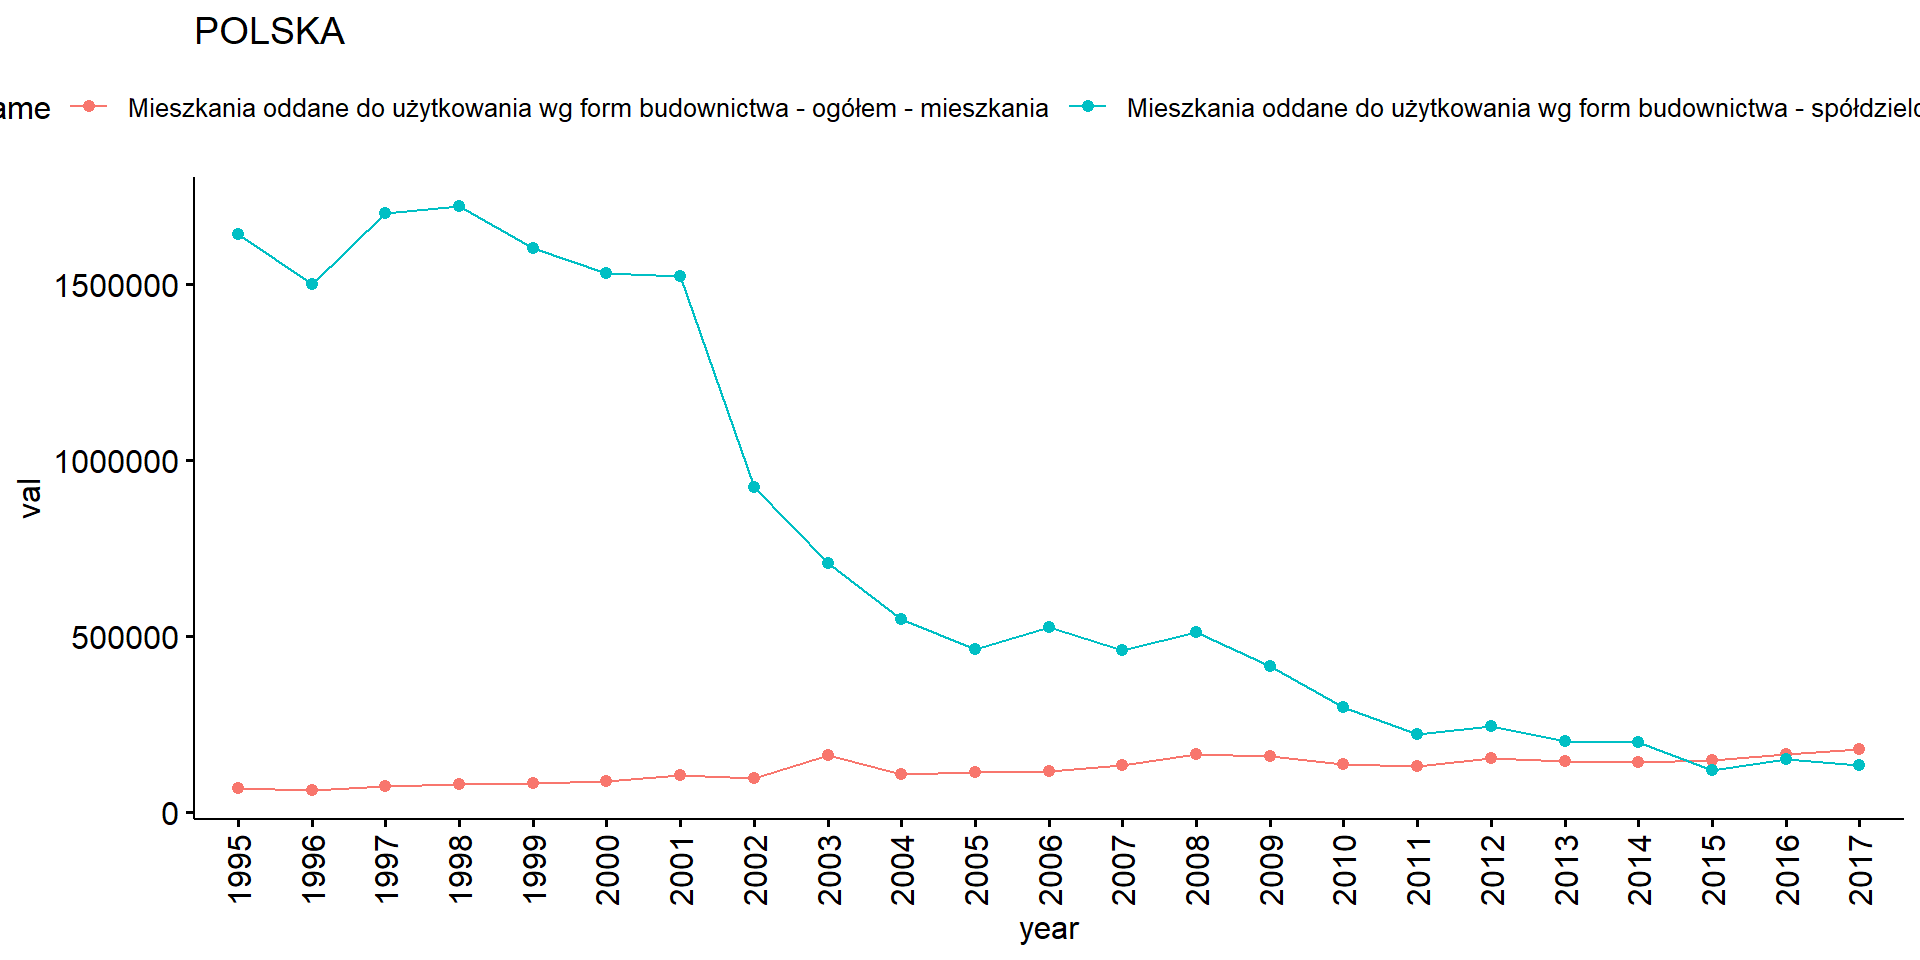 POLSKA
ame Mieszkania oddane do użytkowania wg form budownictwa - ogółem - mieszkania Mieszkania oddane do użytkowania wg form budownictwa - spółdzielc
1500000
1000000
500000
0
val
1995 1996 1997 1998 1999 2000 2001 2002 2003 2004 2005 2006 2007 2008 2009 2010 2011 2012 2013 2014 2015 2016 2017
year